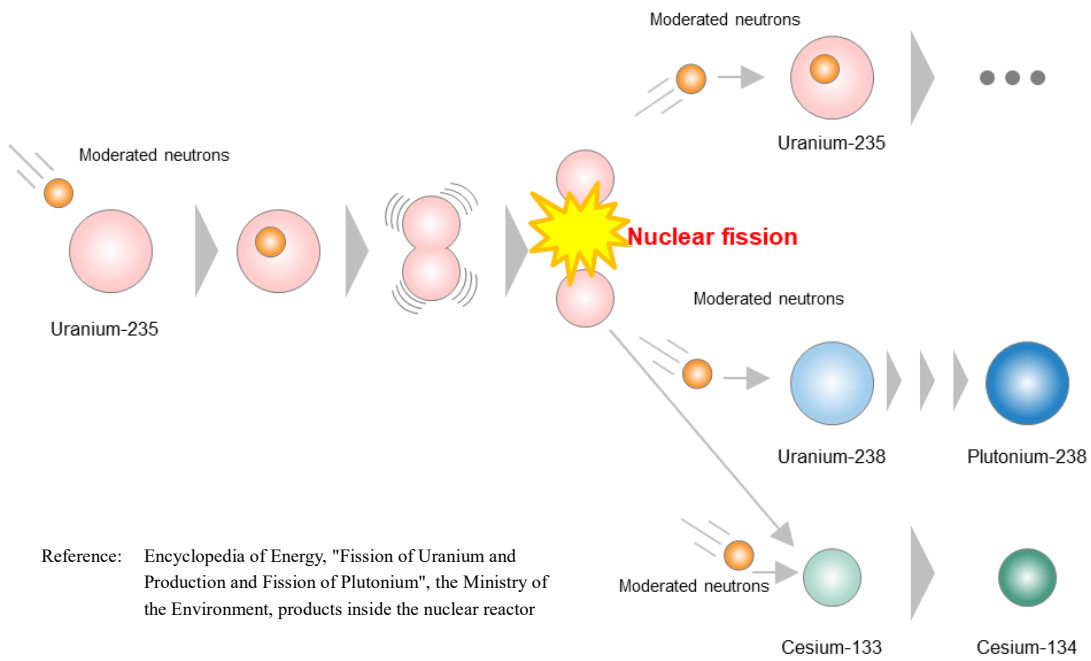 Moderated neutrons
Uranium-235
Moderated neutrons
Uranium-235
Nuclear fission
Moderated neutrons
Uranium-238
Plutonium-238
Moderated neutrons
Cesium-133
Cesium-134
Reference: Encyclopedia of Energy, "Fission of Uranium and
Production and Fission of Plutonium", the Ministry of
the Environment, products inside the nuclear reactor